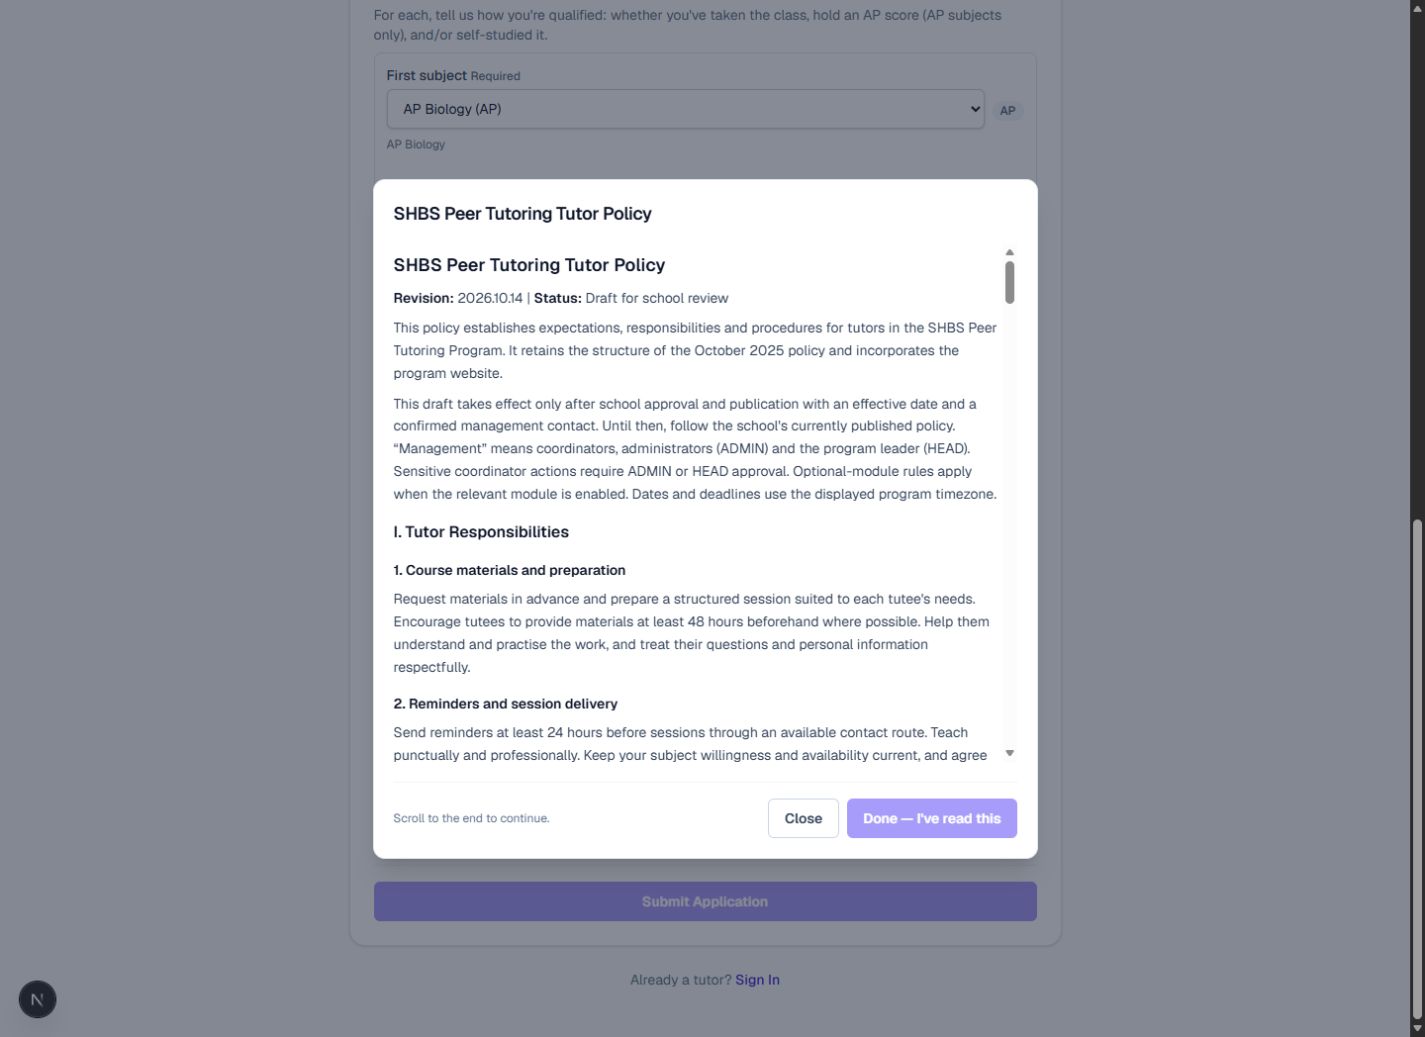 For each, tell us how you're qualified: whether you've taken the class, hold an AP score (AP subjects
only), and/or self-studied it.
First subject Required
AP Biology (AP)
AP
AP Biology
SHBS Peer Tutoring Tutor Policy
SHBS Peer Tutoring Tutor Policy
Revision: 2026.10.14 | Status: Draft for school review
This policy establishes expectations, responsibilities and procedures for tutors in the SHBS Peer
Tutoring Program. It retains the structure of the October 2025 policy and incorporates the
program website.
This draft takes effect only after school approval and publication with an effective date and a
confirmed management contact. Until then, follow the school's currently published policy.
“Management” means coordinators, administrators (ADMIN) and the program leader (HEAD).
Sensitive coordinator actions require ADMIN or HEAD approval. Optional-module rules apply
when the relevant module is enabled. Dates and deadlines use the displayed program timezone.
I. Tutor Responsibilities
1. Course materials and preparation
Request materials in advance and prepare a structured session suited to each tutee's needs.
Encourage tutees to provide materials at least 48 hours beforehand where possible. Help them
understand and practise the work, and treat their questions and personal information
respectfully.
2. Reminders and session delivery
Send reminders at least 24 hours before sessions through an available contact route. Teach
punctually and professionally. Keep your subject willingness and availability current, and agree
Scroll to the end to continue.
Close
Done — I've read this
Submit Application
Already a tutor? Sign In
N